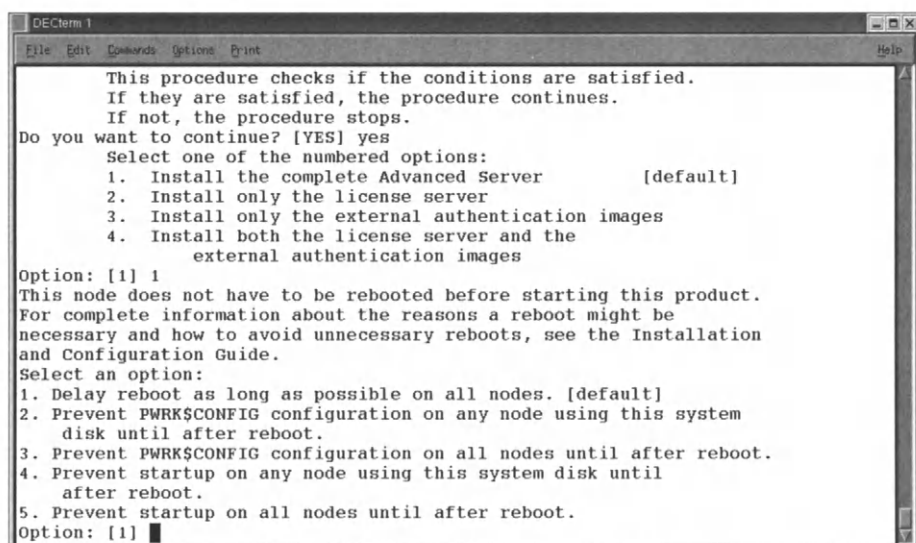 DECterm 1
File Edit Commands Options Print Help
This procedure checks if the conditions are satisfied.
If they are satisfied, the procedure continues.
If not, the procedure stops.
Do you want to continue? [YES] yes
Select one of the numbered options:
1. Install the complete Advanced Server [default]
2. Install only the license server
3. Install only the external authentication images
4. Install both the license server and the
external authentication images
Option: [1] 1
This node does not have to be rebooted before starting this product.
For complete information about the reasons a reboot might be
necessary and how to avoid unnecessary reboots, see the Installation
and Configuration Guide.
Select an option:
1. Delay reboot as long as possible on all nodes. [default]
2. Prevent PWRK$CONFIG configuration on any node using this system
disk until after reboot.
3. Prevent PWRK$CONFIG configuration on all nodes until after reboot.
4. Prevent startup on any node using this system disk until
after reboot.
5. Prevent startup on all nodes until after reboot.
Option: [1]